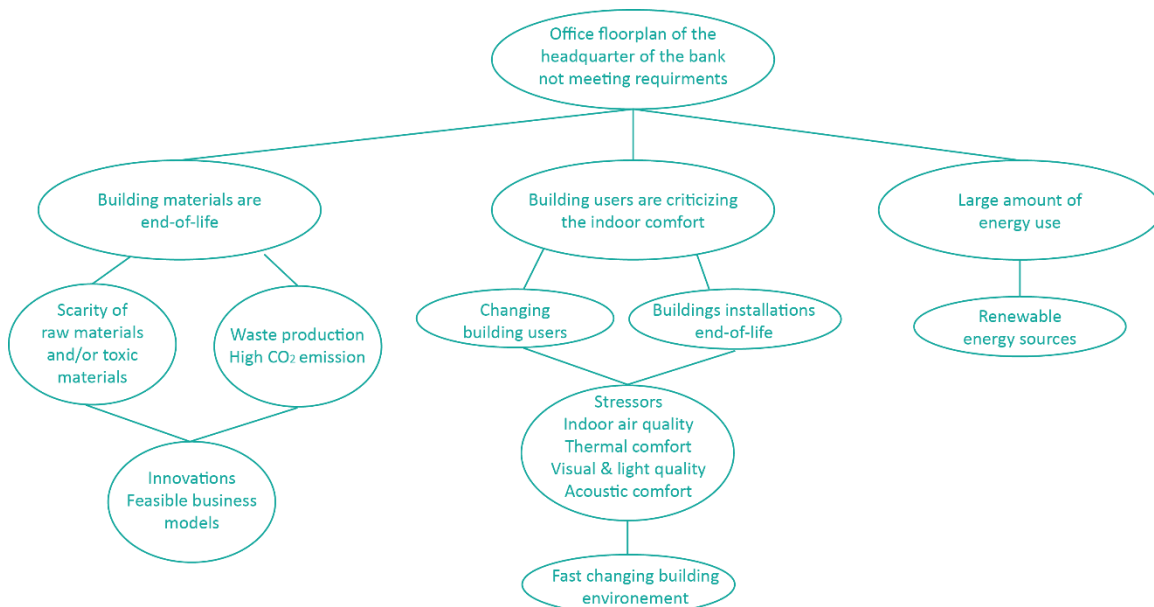 Office floorplan of the
headquarter of the bank
not meeting requirments
Building materials are
end-of-life
Building users are criticizing
the indoor comfort
Large amount of
energy use
Scarity of
raw materials
and/or toxic
materials
Waste production
High CO₂ emission
Changing
building users
Buildings installations
end-of-life
Renewable
energy sources
Stressors
Indoor air quality
Thermal comfort
Visual & light quality
Acoustic comfort
Innovations
Feasible business
models
Fast changing building
environement